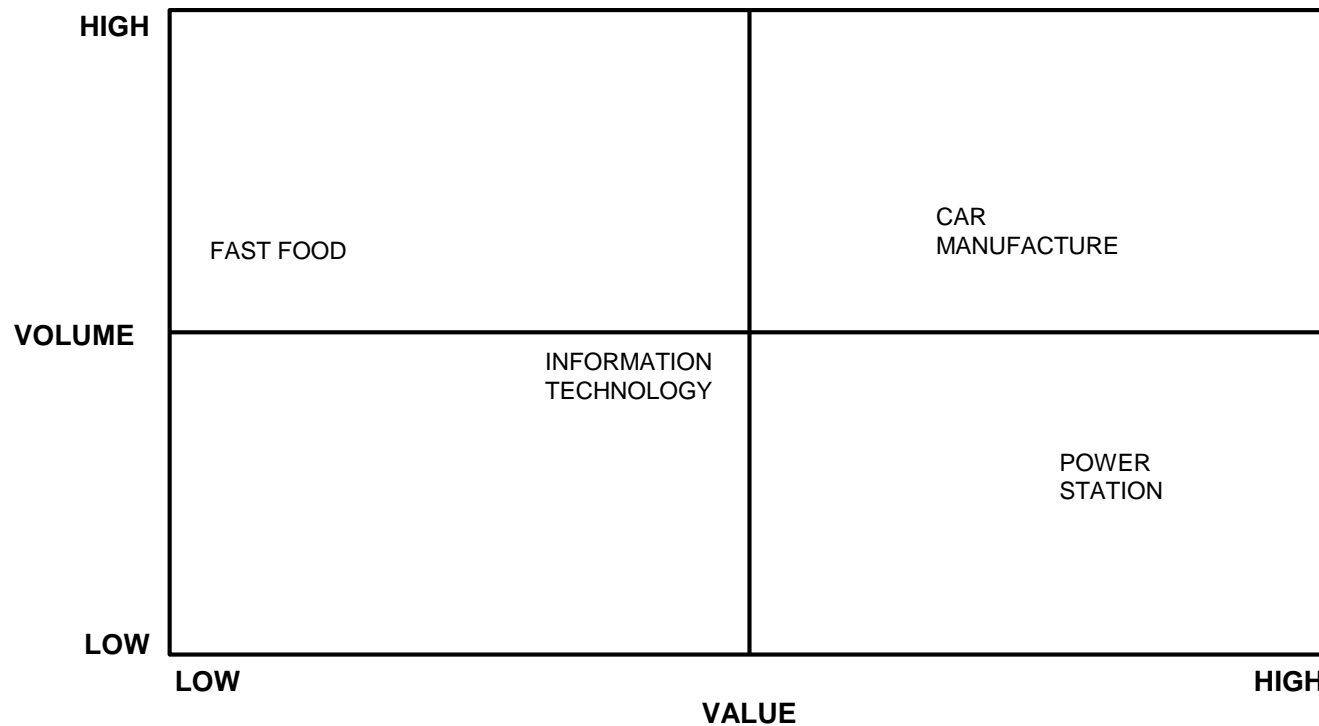 HIGH
CAR
MANUFACTURE
FAST FOOD
VOLUME
INFORMATION
TECHNOLOGY
POWER
STATION
LOW
LOW
HIGH
VALUE